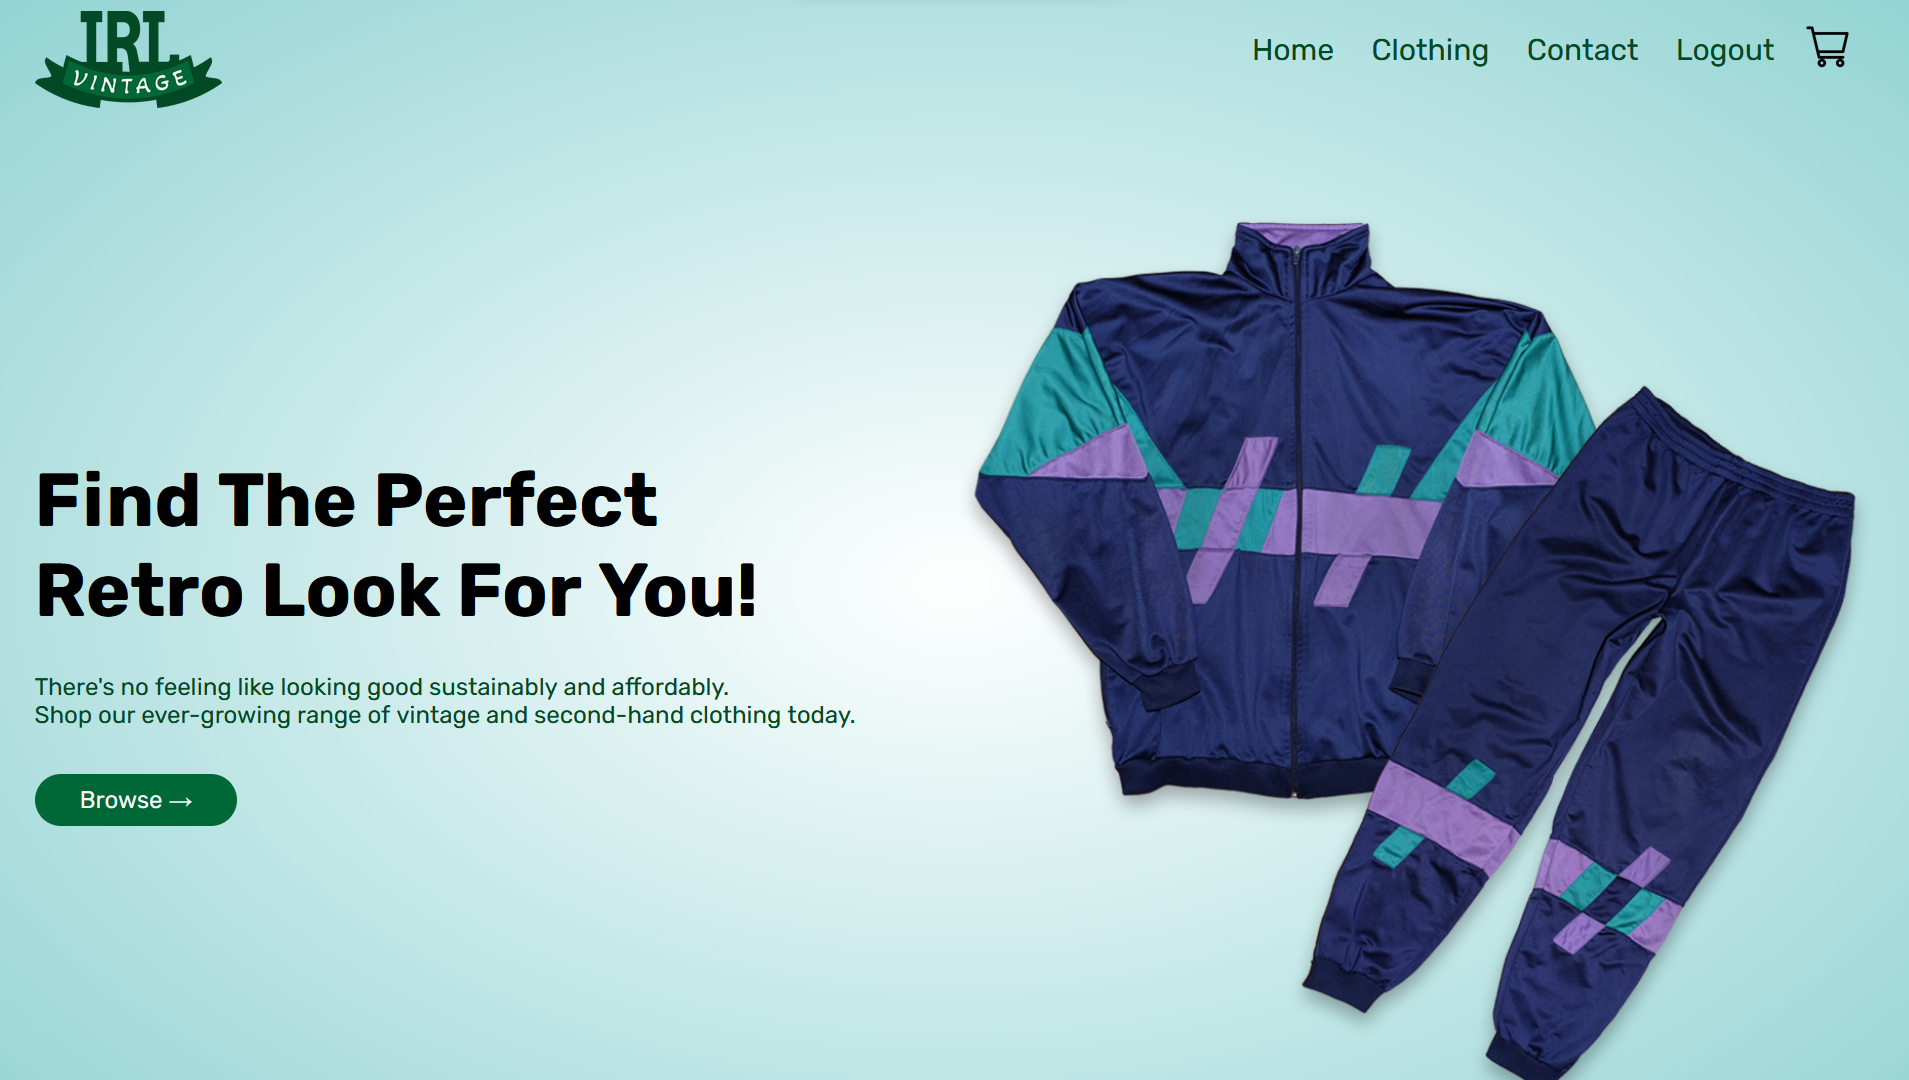 IRL
VINTAGE
Home Clothing Contact Logout
Find The Perfect
Retro Look For You!
There's no feeling like looking good sustainably and affordably.
Shop our ever-growing range of vintage and second-hand clothing today.
Browse →